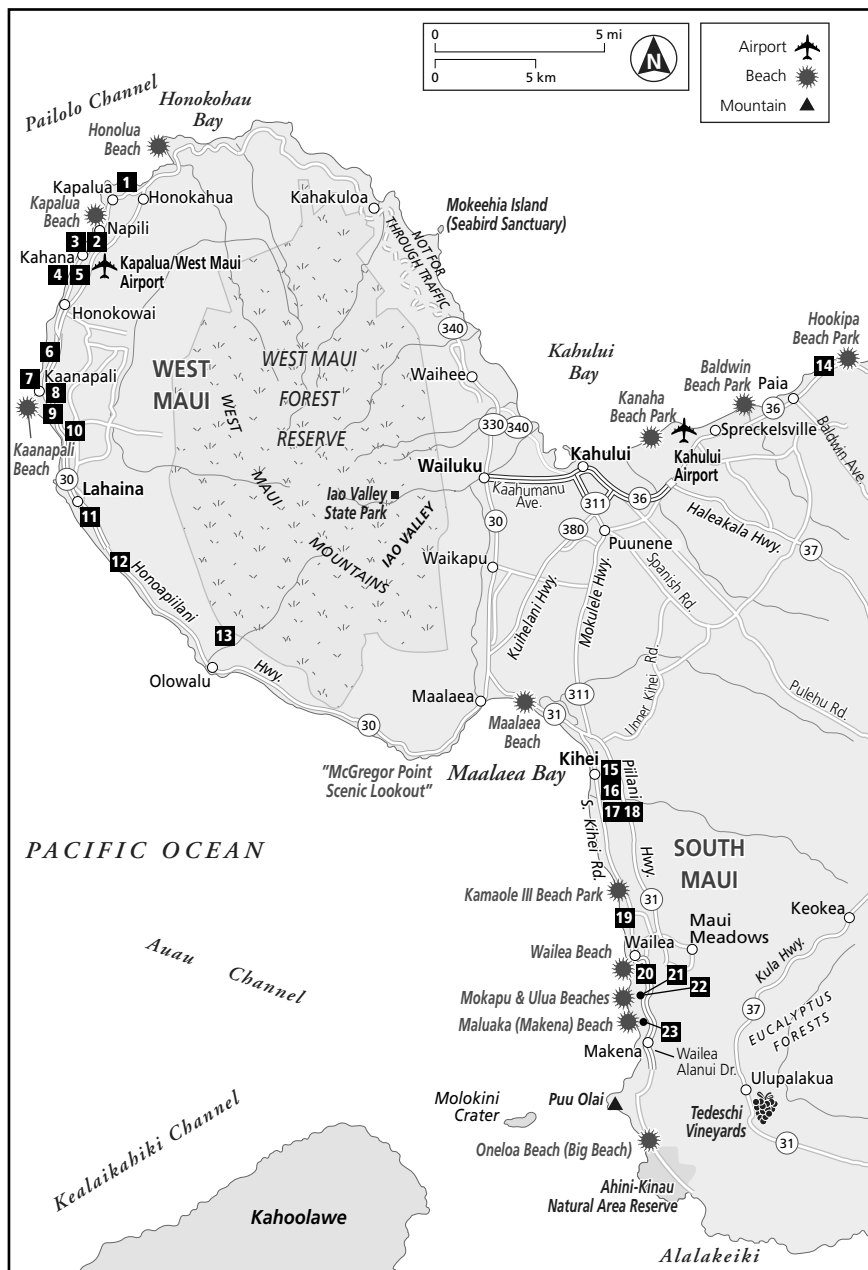 0 5 mi
0 5 km
N
Airport
Beach
Mountain
Pailolo Channel
Honokohau
Bay
Honolua
Beach
Kapalua
1
Honokahua
Kapalua
Beach
Napili
3 2
Kahana
4 5
Kapalua/West Maui
Airport
Honokowai
Kahakuloa
Mokeehia Island
(Seabird Sanctuary)
NOT FOR
THROUGH TRAFFIC
340
6
7
Kaanapali
8
9
10
Kaanapali
Beach
30
WEST
MAUI
WEST MAUI
FOREST
RESERVE
WEST
MAUI
MOUNTAINS
Waihee
Kahului
Bay
Hookipa
Beach Park
14
Baldwin
Beach Park
Paia
Kanaha
Beach Park
36
Spreckelsville
Baldwin Ave.
330
340
Kahului
Kahului
Airport
Wailuku
Kaahumanu
Ave.
311
36
Haleakala Hwy.
37
Iao Valley
State Park
IAO VALLEY
Lahaina
11
12
Honoapiilani
Hwy.
13
Olowalu
30
30
380
Puunene
Waikapu
Kuihelani Hwy.
Mokulele Hwy.
Spanish Rd.
Unner Kihei Rd.
Pulehu Rd.
Maalaea
311
31
Maalaea
Beach
"McGregor Point
Scenic Lookout"
Maalaea Bay
Kihei
15
16
17 18
Piilani
Hwy.
S. Kihei Rd.
PACIFIC OCEAN
SOUTH
MAUI
Kamaole III Beach Park
31
19
Maui
Meadows
Keokea
Wailea Beach
Wailea
20
21
22
Mokapu & Ulua Beaches
Maluaka (Makena) Beach
23
Kula Hwy.
37
EUCALYPTUS
FORESTS
Makena
Wailea
Alanui Dr.
Ulupalakua
Auau Channel
Molokini
Crater
Puu Olai
Tedeschi
Vineyards
31
Oneloa Beach (Big Beach)
Kealaikahiki Channel
Ahini-Kinau
Natural Area Reserve
Kahoolawe
Alalakeiki